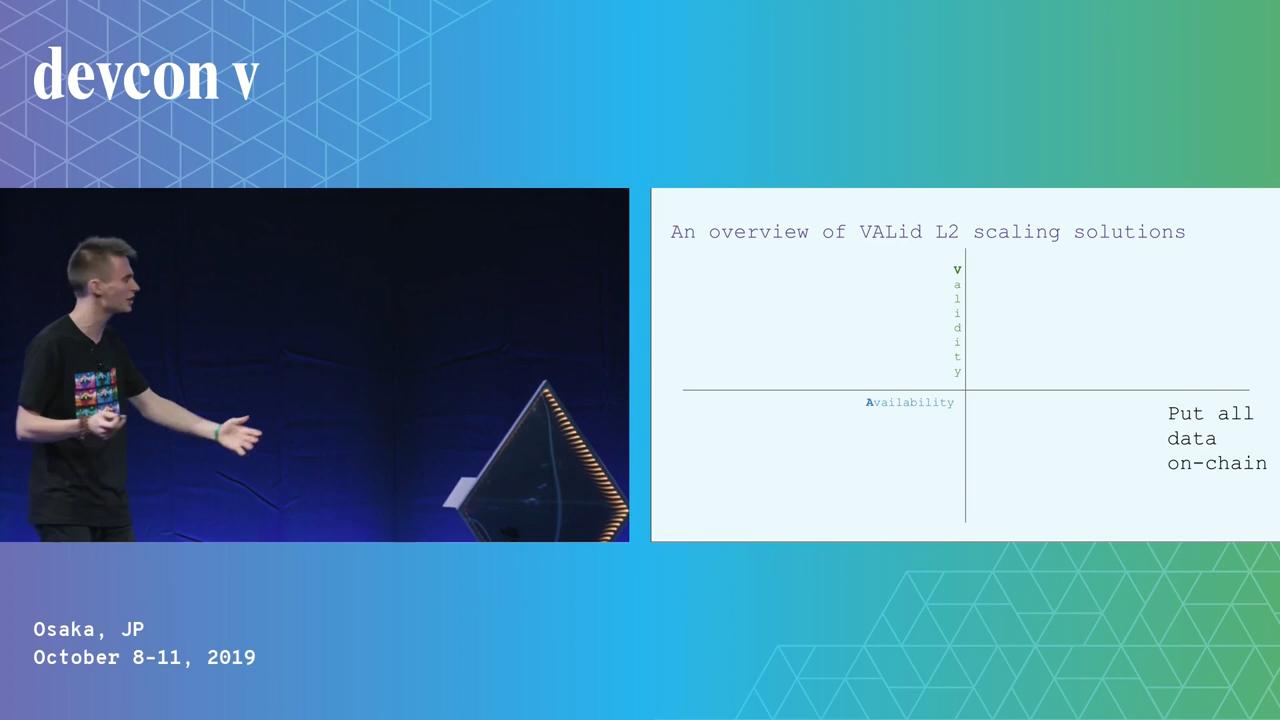 devcon v
An overview of VALid L2 scaling solutions
Validity
Availability
Put all
data
on-chain
Osaka, JP
October 8-11, 2019